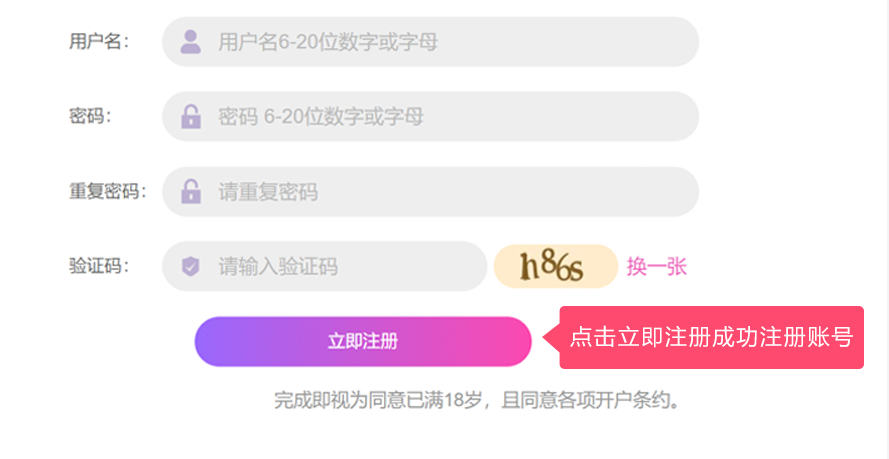 用户名：
用户名6-20位数字或字母
密码：
密码 6-20位数字或字母
重复密码：
请重复密码
验证码：
请输入验证码
h86s
换一张
立即注册
点击立即注册成功注册账号
完成即视为同意已满18岁，且同意各项开户条约。